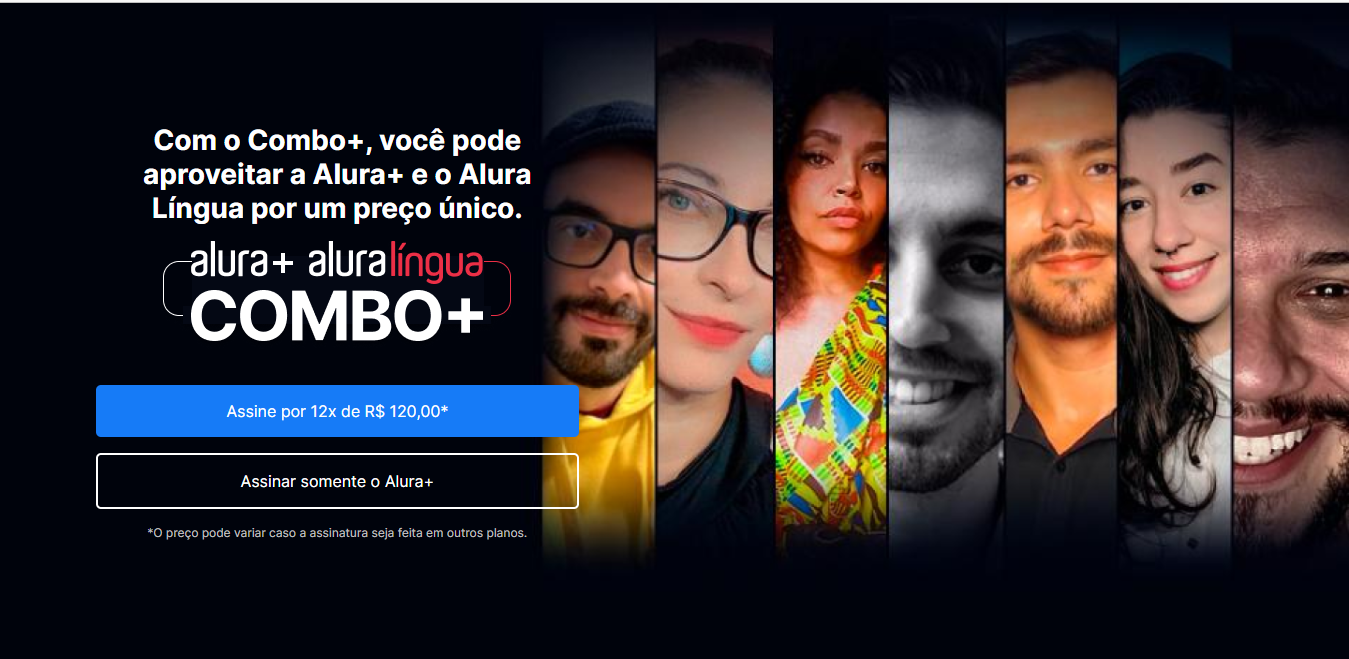 Com o Combo+, você pode
aproveitar a Alura+ e o Alura
Língua por um preço único.
alura+ aluralíngua
COMBO+
Assine por 12x de R$ 120,00*
Assinar somente o Alura+
*O preço pode variar caso a assinatura seja feita em outros planos.